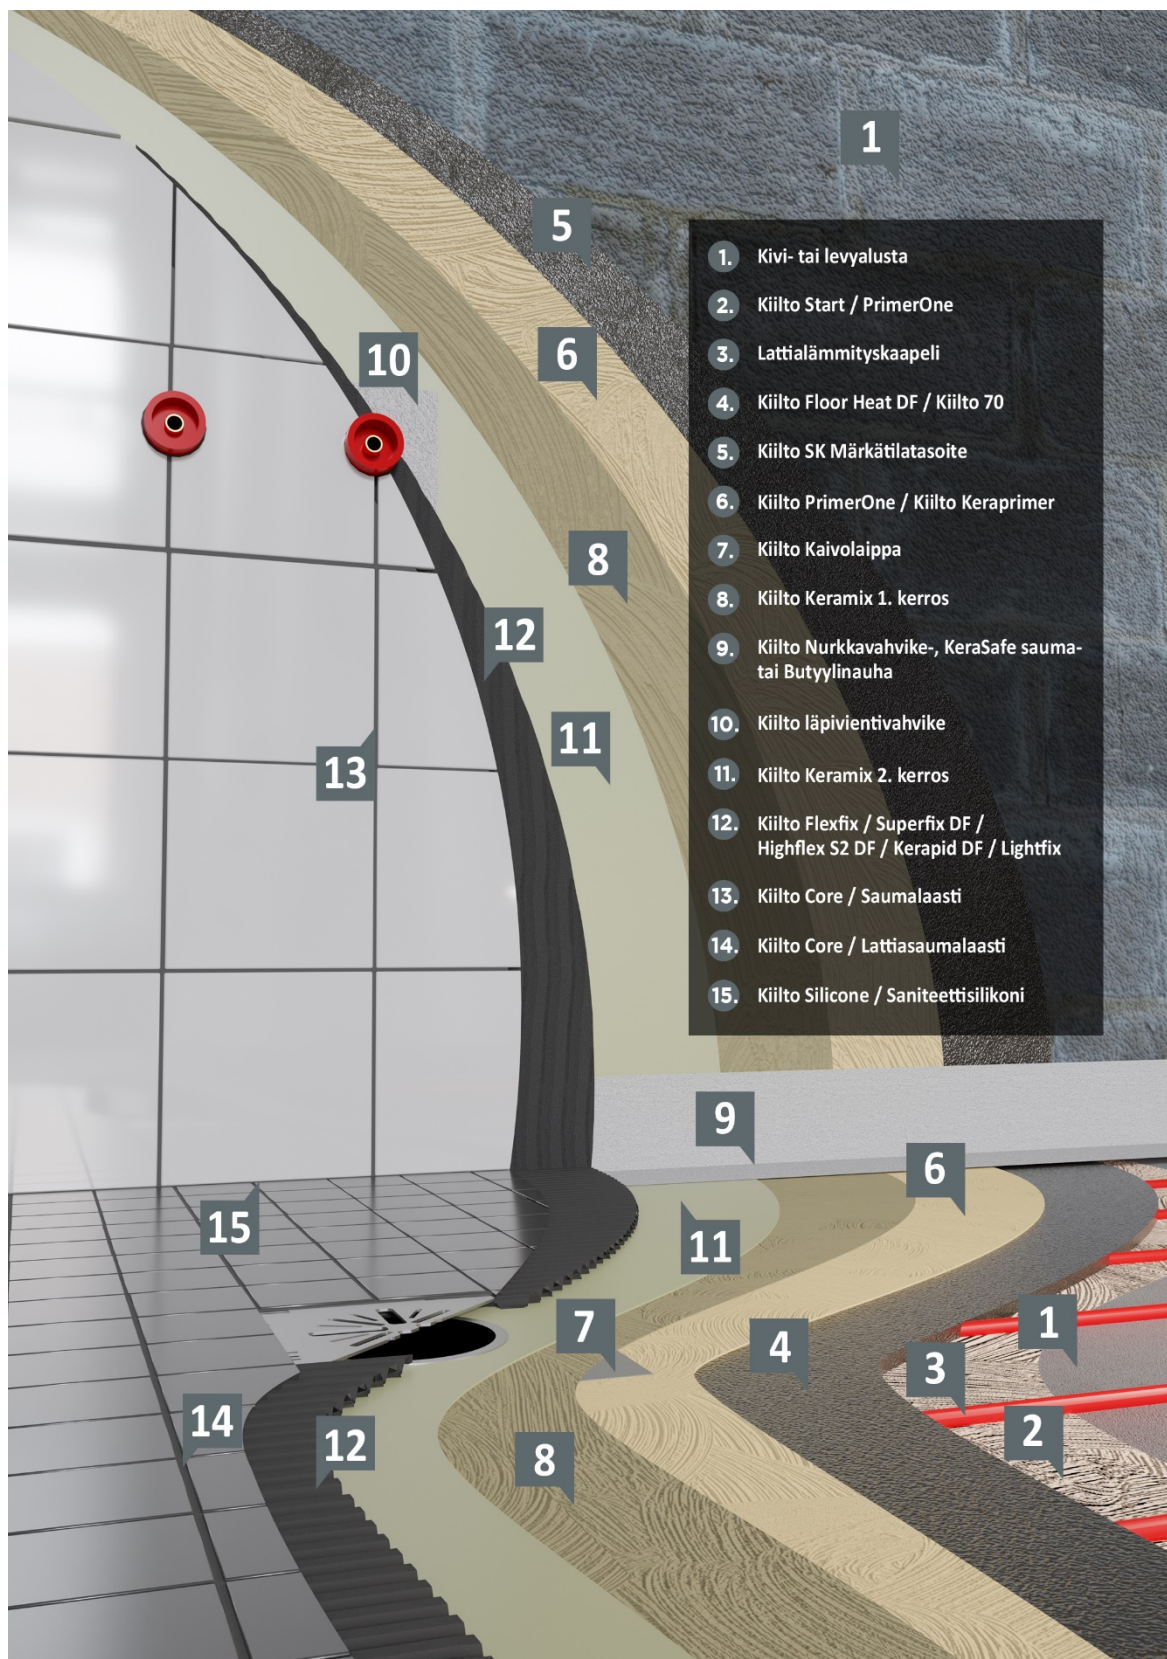 1
5
1. Kivi- tai levyalusta
2. Kiilto Start / PrimerOne
3. Lattialämmityskaapeli
4. Kiilto Floor Heat DF / Kiilto 70
5. Kiilto SK Märkätilatasoite
6. Kiilto PrimerOne / Kiilto Keraprimer
7. Kiilto Kaivolaippa
8. Kiilto Keramix 1. kerros
9. Kiilto Nurkkavahvike-, KeraSafe sauma-
tai Butyylinauha
10. Kiilto läpivientivahvike
11. Kiilto Keramix 2. kerros
12. Kiilto Flexfix / Superfix DF /
Highflex S2 DF / Kerapid DF / Lightfix
13. Kiilto Core / Saumalaasti
14. Kiilto Core / Lattiasaumalaasti
15. Kiilto Silicone / Saniteettisilikoni
10
6
8
12
11
13
9
6
15
11
7
4
1
3
14
12
8
2